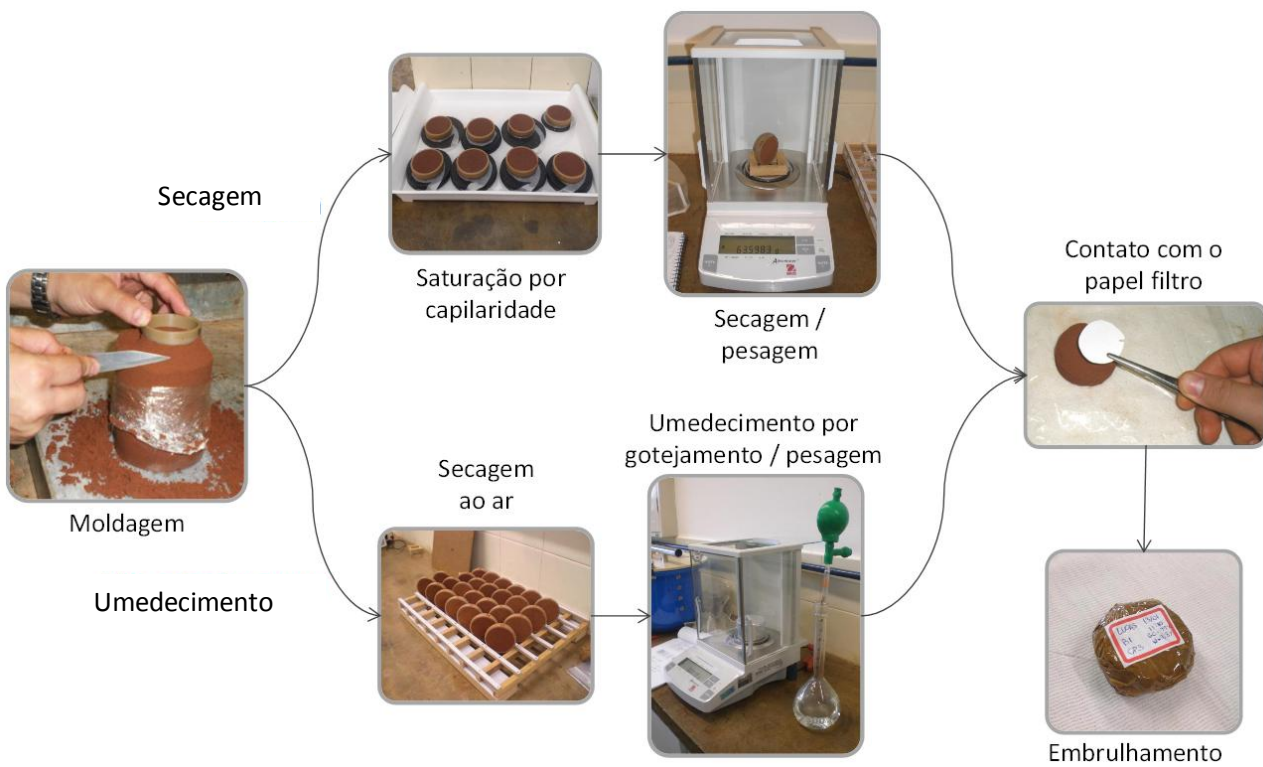 Secagem
Saturação por
capilaridade
Secagem /
pesagem
Contato com o
papel filtro
Moldagem
Umedecimento
Secagem
ao ar
Umedecimento por
gotejamento / pesagem
Embrulhamento